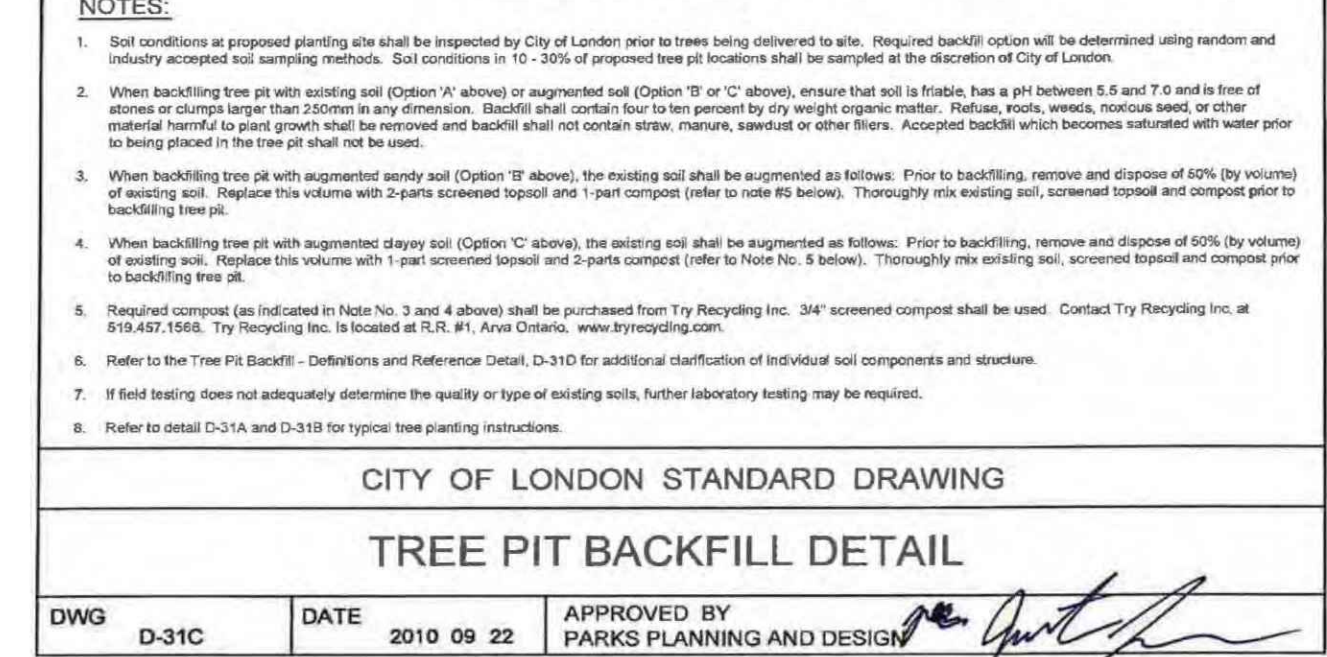 NOTES:
1. Soil conditions at proposed planting site shall be inspected by City of London prior to trees being delivered to site. Required backfill option will be determined using random and
industry accepted soil sampling methods. Soil conditions in 10 - 30% of proposed tree pit locations shall be sampled at the discretion of City of London.
2. When backfilling tree pit with existing soil (Option 'A' above) or augmented soil (Option 'B' or 'C' above), ensure that soil is friable, has a pH between 5.5 and 7.0 and is free of
stones or clumps larger than 250mm in any dimension. Backfill shall contain four to ten percent by dry weight organic matter. Refuse, roots, weeds, noxious seed, or other
material harmful to plant growth shall be removed and backfill shall not contain straw, manure, sawdust or other fillers. Accepted backfill which becomes saturated with water prior
to being placed in the tree pit shall not be used.
3. When backfilling tree pit with augmented sandy soil (Option 'B' above), the existing soil shall be augmented as follows: Prior to backfilling, remove and dispose of 50% (by volume)
of existing soil. Replace this volume with 2-parts screened topsoil and 1-part compost (refer to note #5 below). Thoroughly mix existing soil, screened topsoil and compost prior to
backfilling tree pit.
4. When backfilling tree pit with augmented clayey soil (Option 'C' above), the existing soil shall be augmented as follows: Prior to backfilling, remove and dispose of 50% (by volume)
of existing soil. Replace this volume with 1-part screened topsoil and 2-parts compost (refer to Note No. 5 below). Thoroughly mix existing soil, screened topsoil and compost prior
to backfilling tree pit.
5. Required compost (as indicated in Note No. 3 and 4 above) shall be purchased from Try Recycling Inc. 3/4" screened compost shall be used. Contact Try Recycling Inc. at
519.457.1566. Try Recycling Inc. is located at R.R. #1, Arva Ontario. www.tryrecycling.com.
6. Refer to the Tree Pit Backfill - Definitions and Reference Detail, D-31D for additional clarification of individual soil components and structure.
7. If field testing does not adequately determine the quality or type of existing soils, further laboratory testing may be required.
8. Refer to detail D-31A and D-31B for typical tree planting instructions.
CITY OF LONDON STANDARD DRAWING
TREE PIT BACKFILL DETAIL
DWG
D-31C
DATE
2010 09 22
APPROVED BY
PARKS PLANNING AND DESIGN